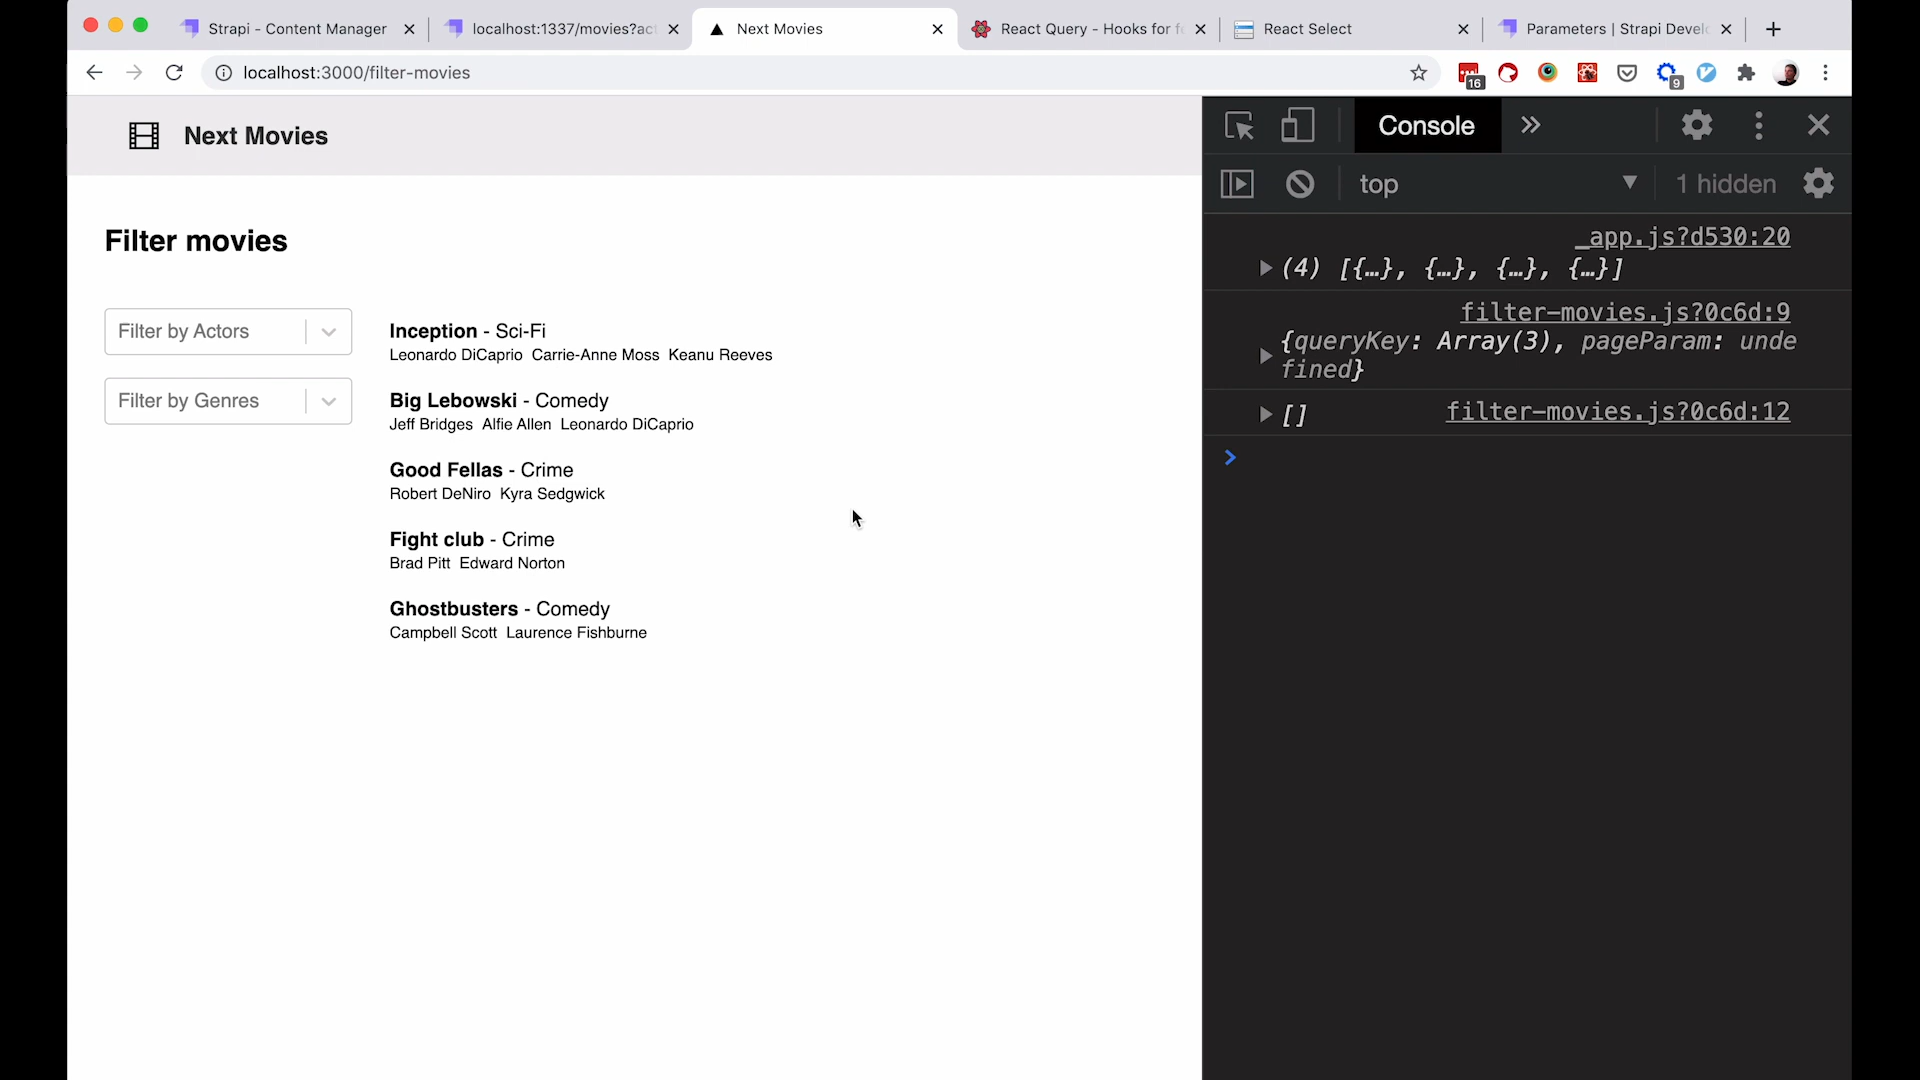 Strapi - Content Manager
localhost:1337/movies?ac
Next Movies
React Query - Hooks for f
React Select
Parameters | Strapi Devel
localhost:3000/filter-movies
16
9
Next Movies
Filter movies
Filter by Actors
Filter by Genres
Inception - Sci-Fi
Leonardo DiCaprio Carrie-Anne Moss Keanu Reeves
Big Lebowski - Comedy
Jeff Bridges Alfie Allen Leonardo DiCaprio
Good Fellas - Crime
Robert DeNiro Kyra Sedgwick
Fight club - Crime
Brad Pitt Edward Norton
Ghostbusters - Comedy
Campbell Scott Laurence Fishburne
Console
top
1 hidden
_app.js?d530:20
(4) [{…}, {…}, {…}, {…}]
filter-movies.js?0c6d:9
{queryKey: Array(3), pageParam: unde
fined}
[] filter-movies.js?0c6d:12